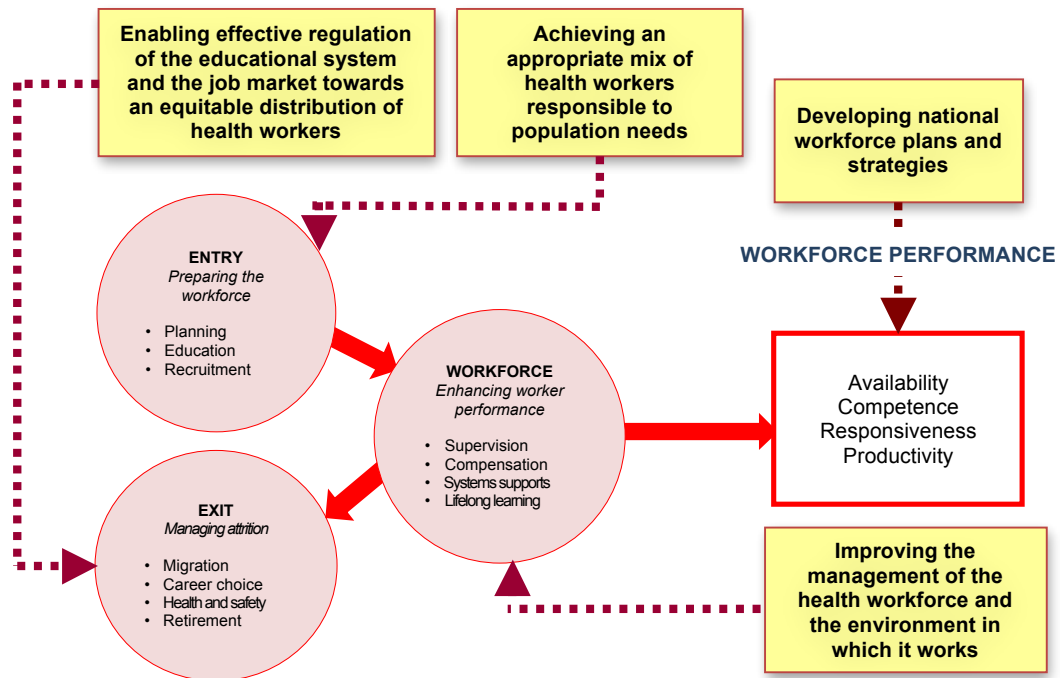 Enabling effective regulation
of the educational system
and the job market towards
an equitable distribution of
health workers
Achieving an
appropriate mix of
health workers
responsible to
population needs
Developing national
workforce plans and
strategies
WORKFORCE PERFORMANCE
ENTRY
Preparing the
workforce
• Planning
• Education
• Recruitment
WORKFORCE
Enhancing worker
performance
• Supervision
• Compensation
• Systems supports
• Lifelong learning
Availability
Competence
Responsiveness
Productivity
EXIT
Managing attrition
• Migration
• Career choice
• Health and safety
• Retirement
Improving the
management of the
health workforce and
the environment in
which it works